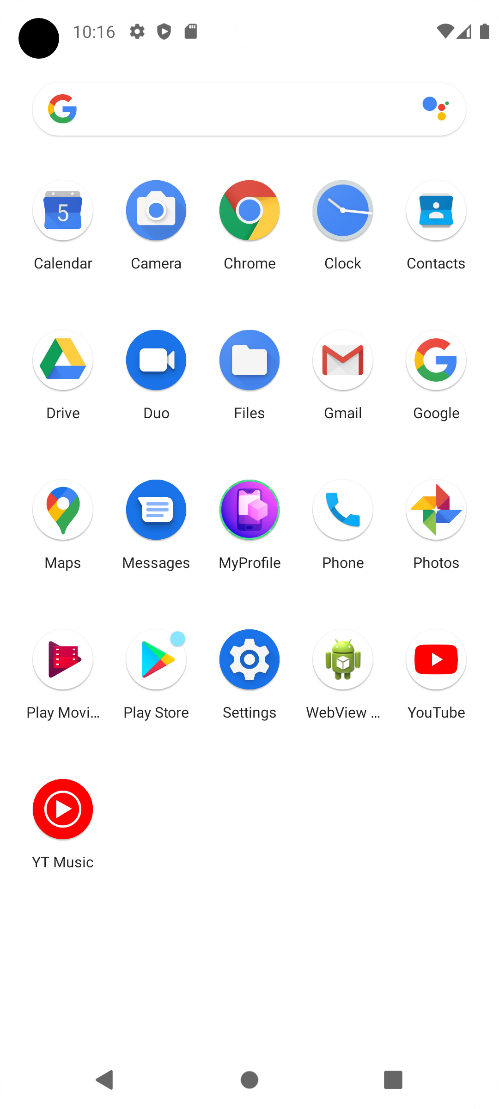 10:16
5
Calendar Camera Chrome Clock Contacts
Drive Duo Files Gmail Google
Maps Messages MyProfile Phone Photos
Play Movi... Play Store Settings WebView ... YouTube
YT Music